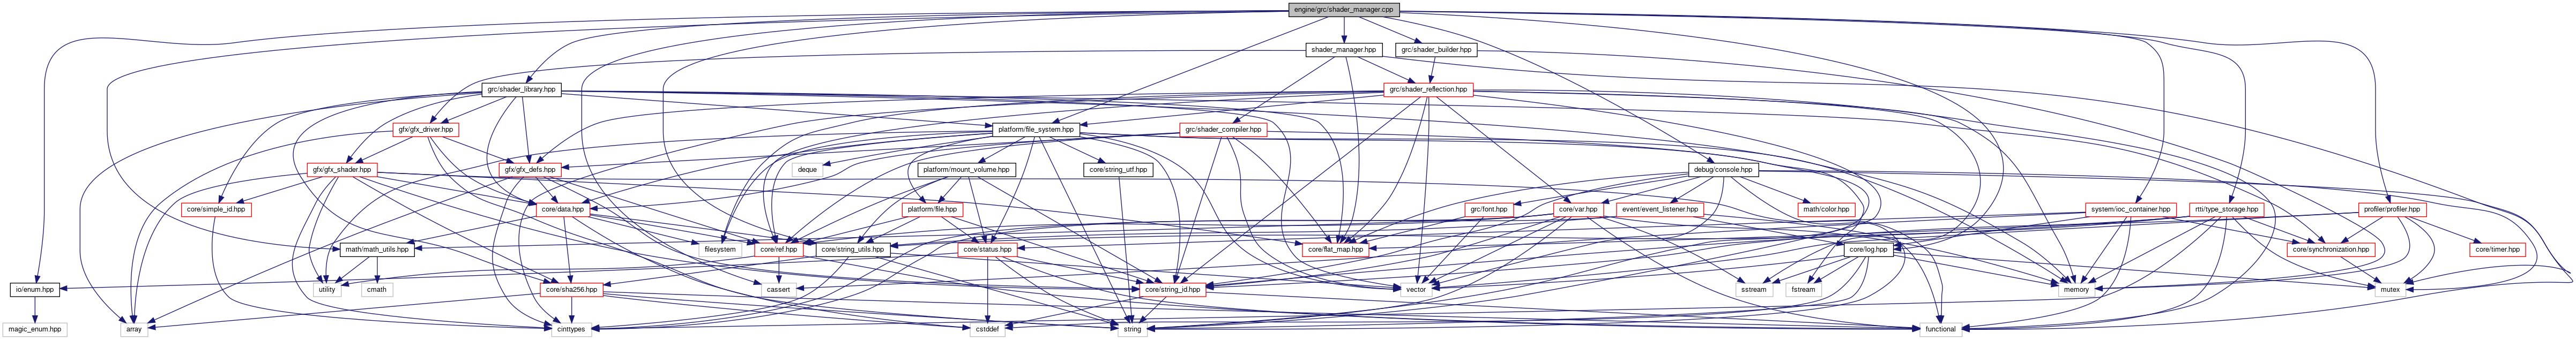 engine/grc/shader_manager.cpp
shader_manager.hpp
grc/shader_builder.hpp
grc/shader_library.hpp
grc/shader_reflection.hpp
gfx/gfx_driver.hpp
platform/file_system.hpp
grc/shader_compiler.hpp
gfx/gfx_shader.hpp
gfx/gfx_defs.hpp
deque
platform/mount_volume.hpp
core/string_utf.hpp
debug/console.hpp
core/simple_id.hpp
core/data.hpp
platform/file.hpp
grc/font.hpp
core/var.hpp
event/event_listener.hpp
math/color.hpp
system/ioc_container.hpp
rtti/type_storage.hpp
profiler/profiler.hpp
math/math_utils.hpp
filesystem
core/ref.hpp
core/string_utils.hpp
core/status.hpp
core/flat_map.hpp
core/log.hpp
core/synchronization.hpp
core/timer.hpp
io/enum.hpp
utility
cmath
core/sha256.hpp
cassert
core/string_id.hpp
vector
sstream
fstream
memory
mutex
magic_enum.hpp
array
cinttypes
cstddef
string
functional